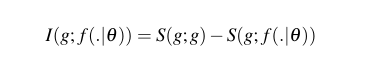 I(g; f(.|θ)) = S(g;g) − S(g; f(.|θ))